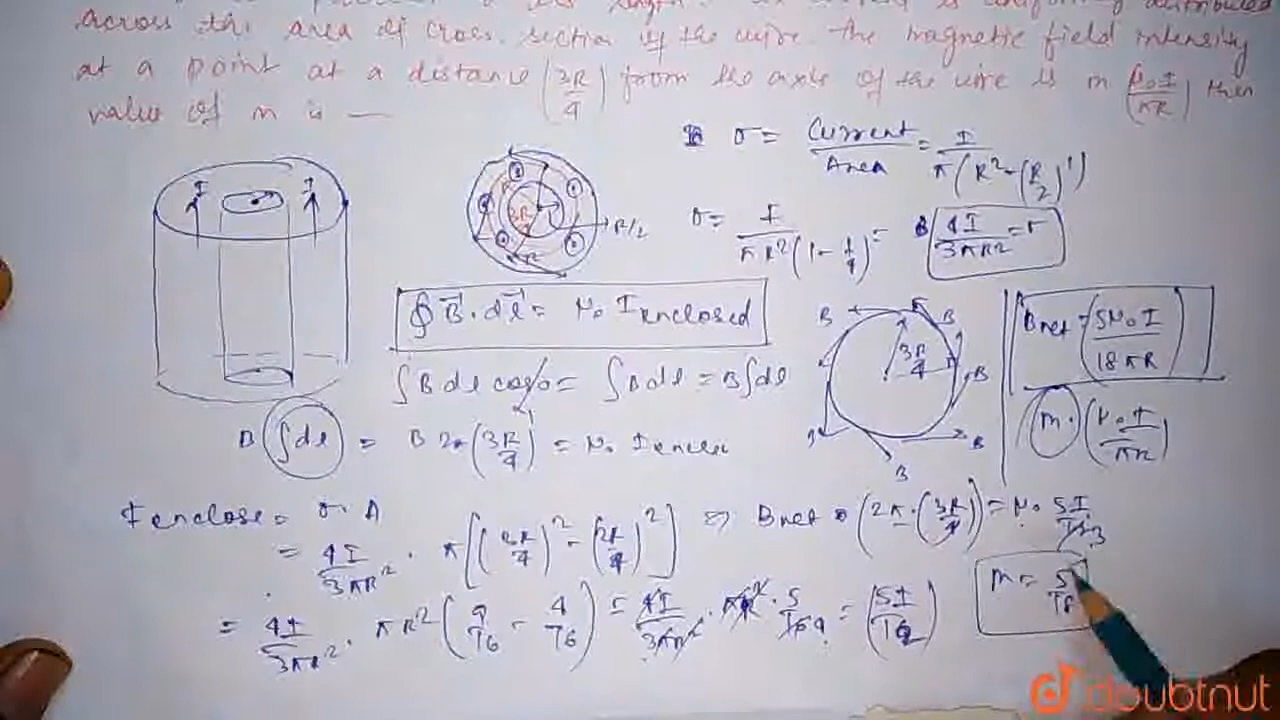 across the area of cross section of the wire. the magnetic field intensity
at a point at a distance (3R/4) from the axis of the wire is m (μ₀I/πR) then
value of m is —
σ = Current/Area = I/π(R² - (R/2)²)
σ = I/πR²(1 - 1/4) = 4I/3πR² = σ
I I
R/2
∮B⃗·dl⃗ = μ₀ I enclosed
∫B dl cos0 = ∫B dl = B∫dl
B ∫dl = B 2π(3R/4) = μ₀ I
3R/4
B B B B B
Bnet = (5μ₀I/18πR)
m·(μ₀I/πR)
I enclose = σ·A
= 4I/3πR² · π[(3R/4)² - (2R/4)²] ⇒ Bnet · (2π·(3R/4)) = μ₀ 5I/12
= 4I/3πR² · πR²(9/16 - 4/16) = 4I/3πR² · πR² · 5/16 = (5I/12)
m = 5/18
doubtnut